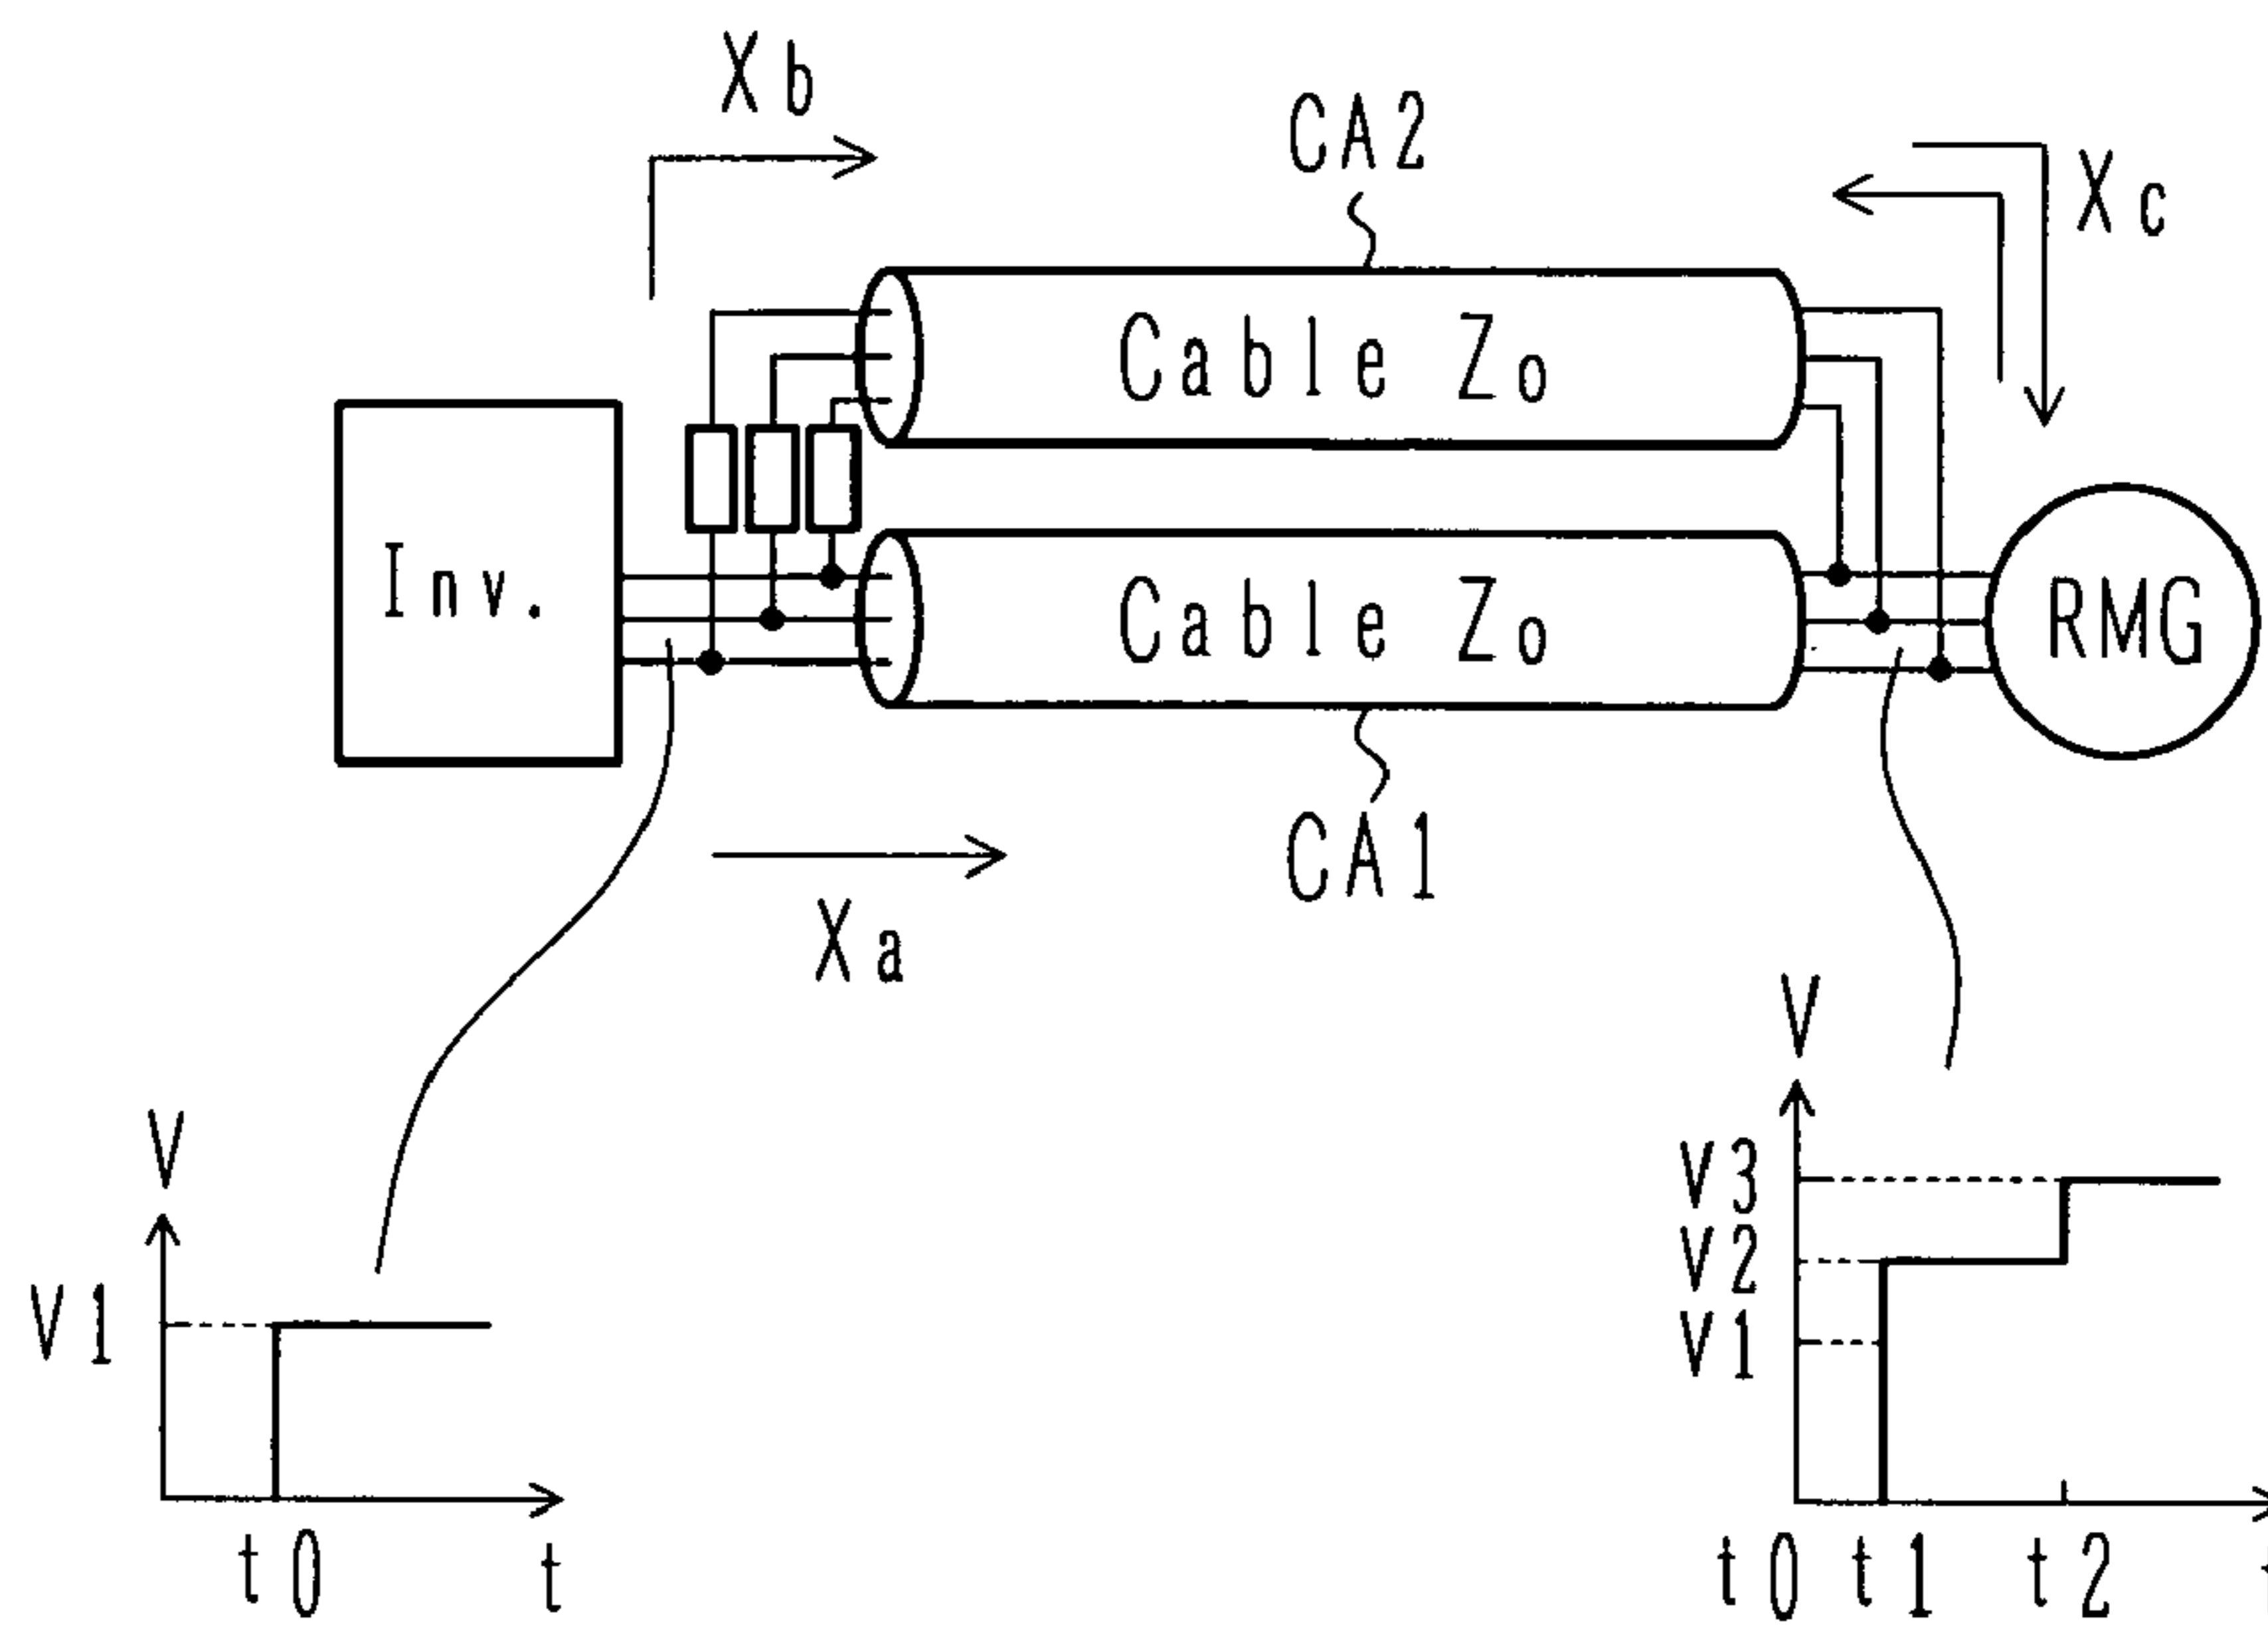 Xb
CA2
Xc
Cable Zo
Inv.
Cable Zo
RMG
CA1
Xa
V
V1
t0 t
V
V3
V2
V1
t0 t1 t2